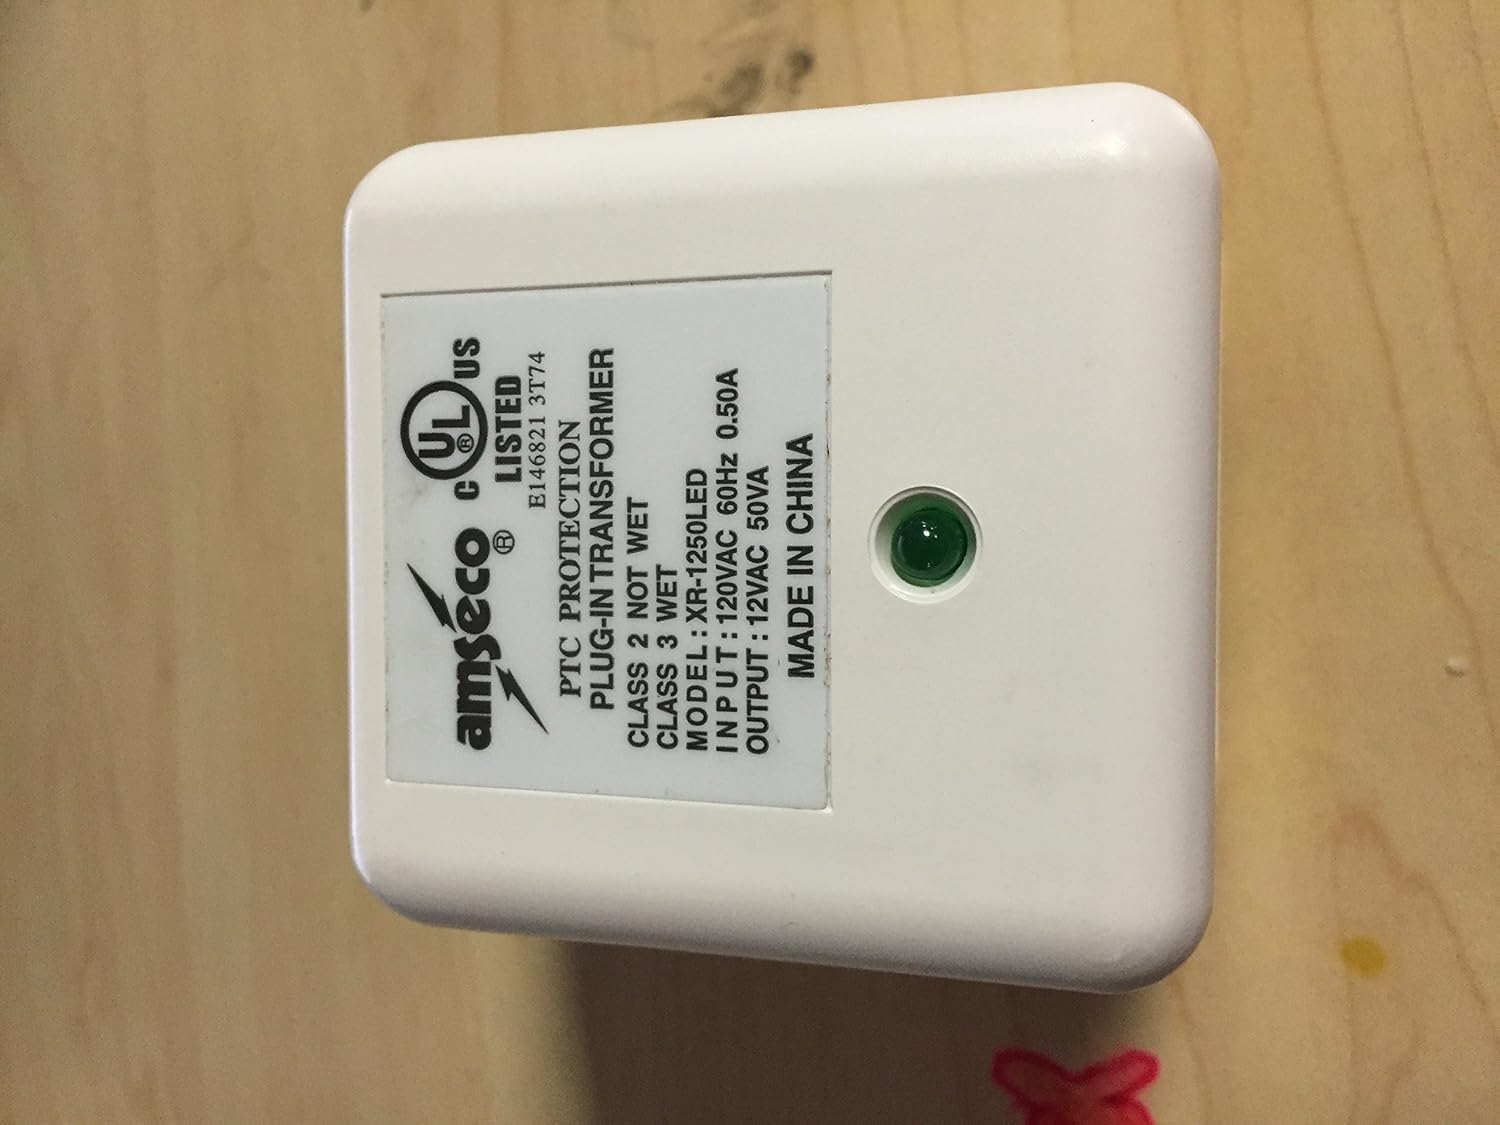 amseco®
C UL® US
LISTED
E146821 3T74
PTC PROTECTION
PLUG-IN TRANSFORMER
CLASS 2 NOT WET
CLASS 3 WET
MODEL : XR-1250LED
INPUT : 120VAC 60Hz 0.50A
OUTPUT : 12VAC 50VA
MADE IN CHINA